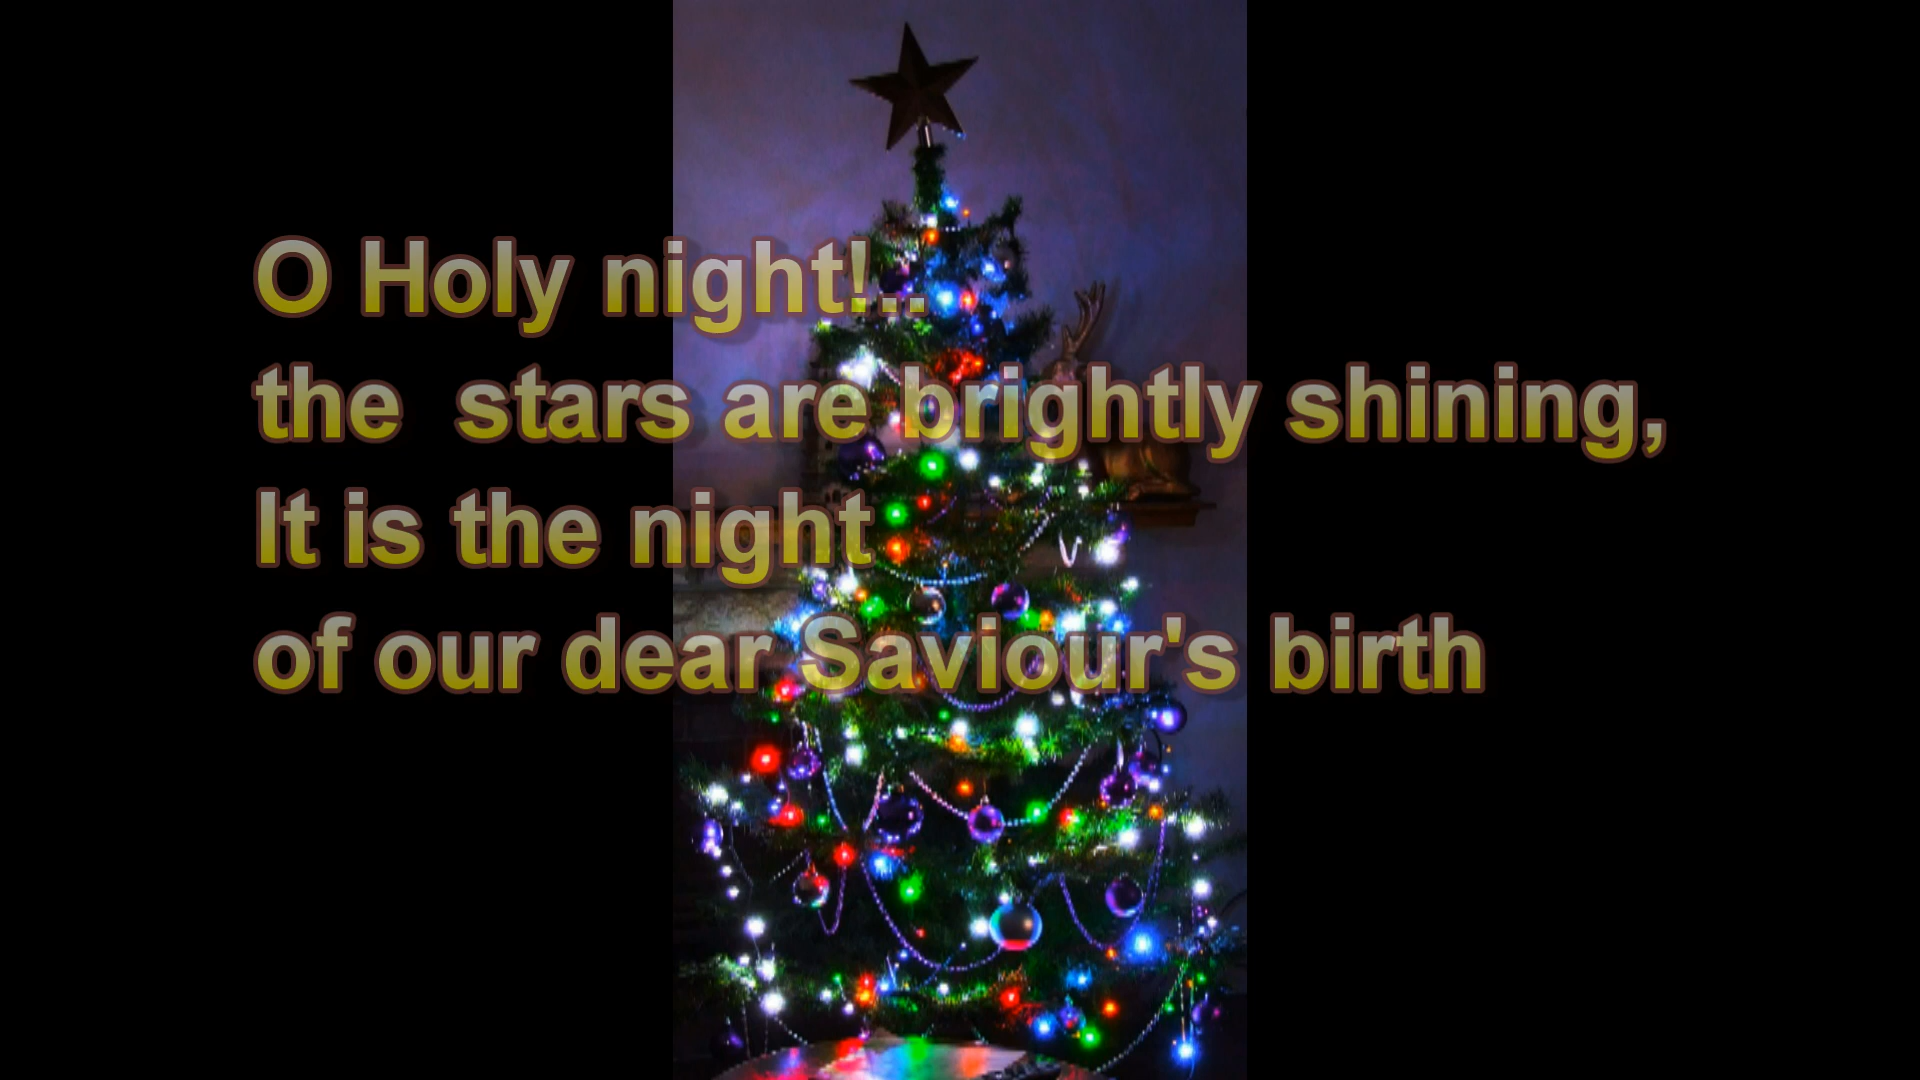 O Holy night!..
the  stars are brightly shining,
It is the night
of our dear Saviour's birth